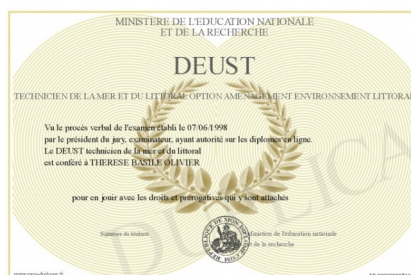 MINISTERE DE L'EDUCATION NATIONALE
ET DE LA RECHERCHE
DEUST
TECHNICIEN DE LA MER ET DU LITTORAL OPTION AMENAGEMENT ENVIRONNEMENT LITTORAL
Vu le procès verbal de l'examen établi le 07/06/1998
par le président du jury, examinateur, ayant autorité sur les diplomes en ligne.
Le DEUST technicien de la mer et du littoral
est conféré à THERESE BASILE OLIVIER
pour en jouir avec les droits et prérogatives qui y sont attachés
Signature du titulaire
Ministère de l'éducation nationale
et de la recherche
DUPLICATA